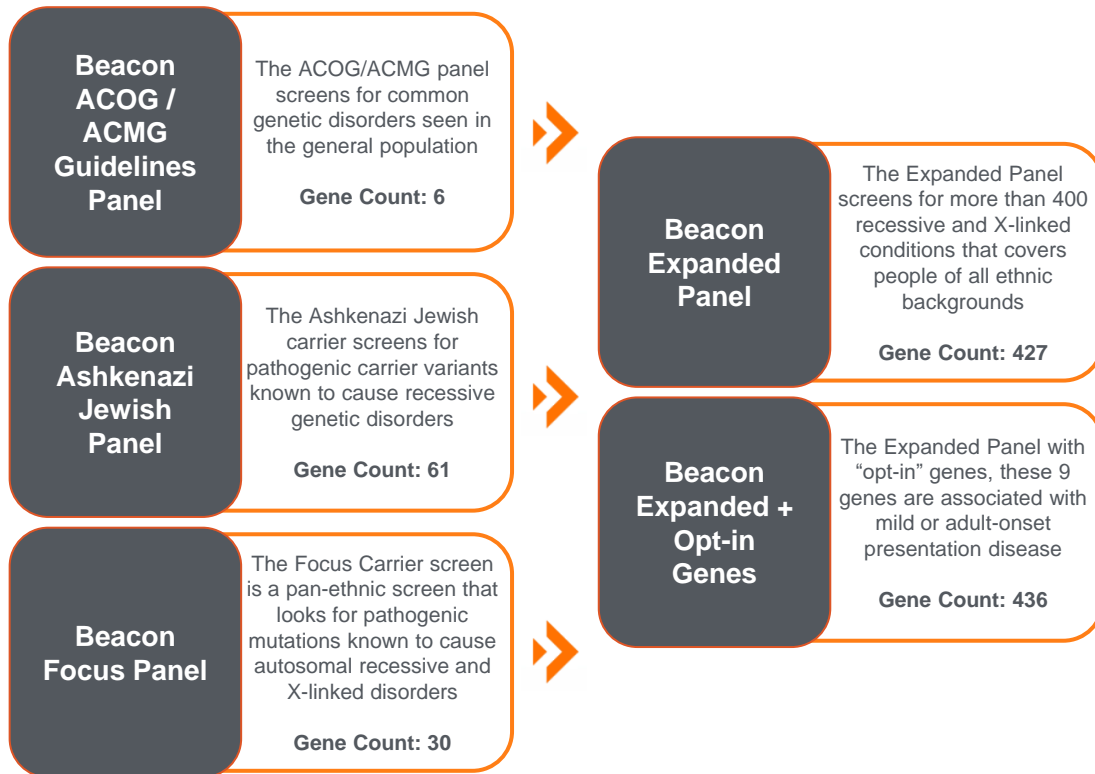 Beacon
ACOG /
ACMG
Guidelines
Panel
The ACOG/ACMG panel
screens for common
genetic disorders seen in
the general population
Gene Count: 6
Beacon
Ashkenazi
Jewish
Panel
The Ashkenazi Jewish
carrier screens for
pathogenic carrier variants
known to cause recessive
genetic disorders
Gene Count: 61
Beacon
Focus Panel
The Focus Carrier screen
is a pan-ethnic screen that
looks for pathogenic
mutations known to cause
autosomal recessive and
X-linked disorders
Gene Count: 30
Beacon
Expanded
Panel
The Expanded Panel
screens for more than 400
recessive and X-linked
conditions that covers
people of all ethnic
backgrounds
Gene Count: 427
Beacon
Expanded +
Opt-in
Genes
The Expanded Panel with
“opt-in” genes, these 9
genes are associated with
mild or adult-onset
presentation disease
Gene Count: 436